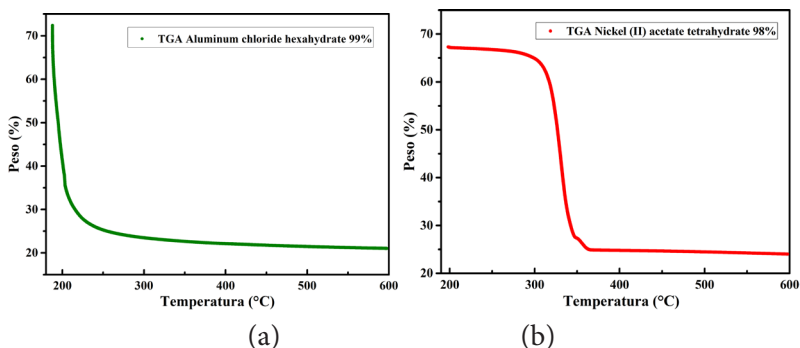 TGA Aluminum chloride hexahydrate 99%
70
60
50
40
30
20
Peso (%)
200
300
400
500
600
Temperatura (°C)
(a)
TGA Nickel (II) acetate tetrahydrate 98%
70
60
50
40
30
20
Peso (%)
200
300
400
500
600
Temperatura (°C)
(b)